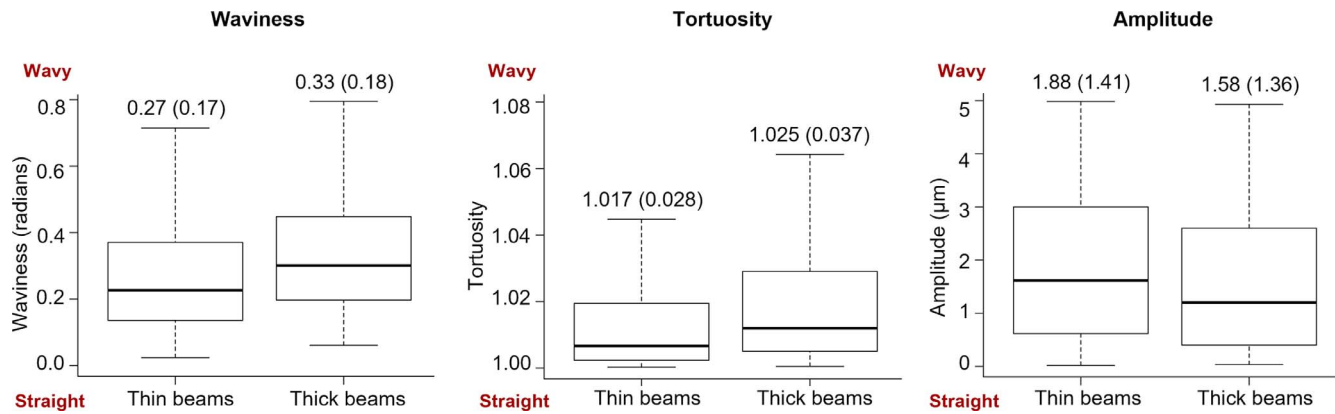 Waviness
Wavy
0.27 (0.17)
0.33 (0.18)
0.8
0.6
0.4
0.2
0.0
Waviness (radians)
Straight
Thin beams
Thick beams
Tortuosity
Wavy
1.017 (0.028)
1.025 (0.037)
1.08
1.06
1.04
1.02
1.00
Tortuosity
Straight
Thin beams
Thick beams
Amplitude
Wavy
1.88 (1.41)
1.58 (1.36)
5
4
3
2
1
0
Amplitude (μm)
Straight
Thin beams
Thick beams